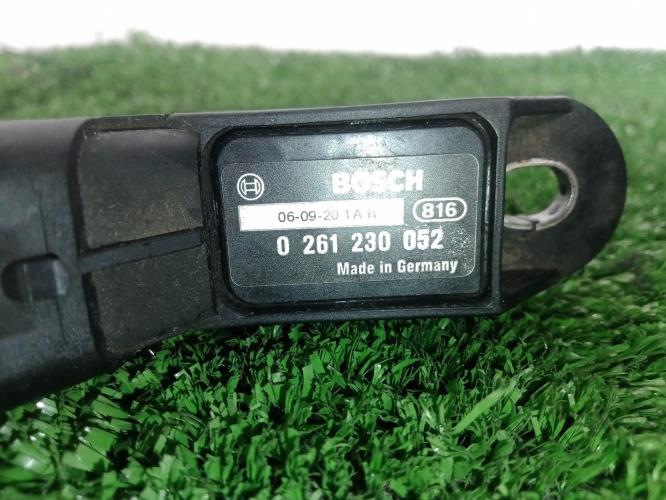 BOSCH
06-09-20 1A
816
0 261 230 052
Made in Germany